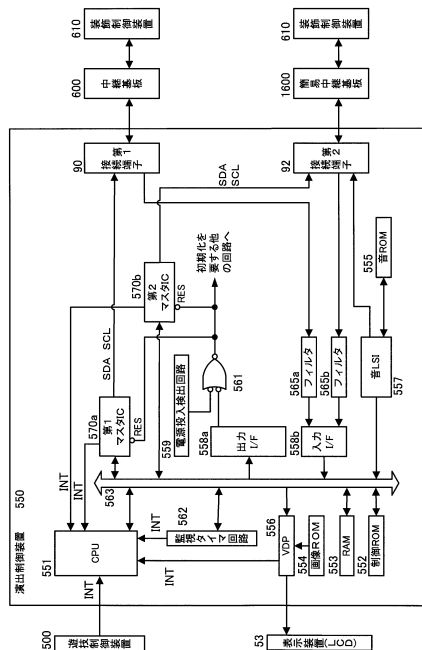 610
装飾制御装置
600
中継基板
90
第1
接続端子
610
装飾制御装置
1600
簡易中継基板
92
第2
接続端子
SDA
SCL
SDA SCL
570b
第2
マスタIC
RES
初期化を
要する他
の回路へ
555
音ROM
570a
第1
マスタIC
RES
559
電源投入検出回路
561
565a
フィルタ
565b
フィルタ
音LSI
557
558a
出力
I/F
558b
入力
I/F
INT
INT
563
550
演出制御装置
551
CPU
INT
562
監視タイマ回路
INT
556
VDP
554
画像ROM
553
RAM
552
制御ROM
INT
500
遊技制御装置
53
表示装置(LCD)